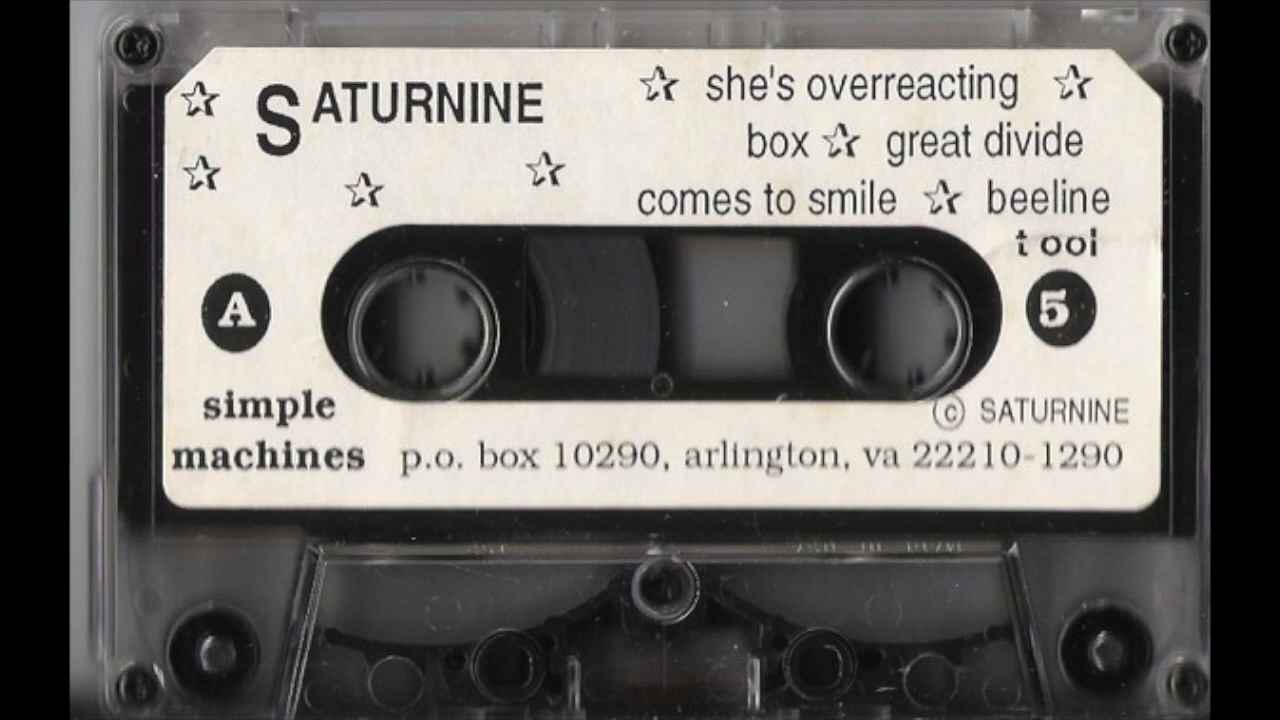 SATURNINE
☆ she's overreacting ☆
box ☆ great divide
comes to smile ☆ beeline
tool
A
5
simple
machines
© SATURNINE
p.o. box 10290, arlington, va 22210-1290